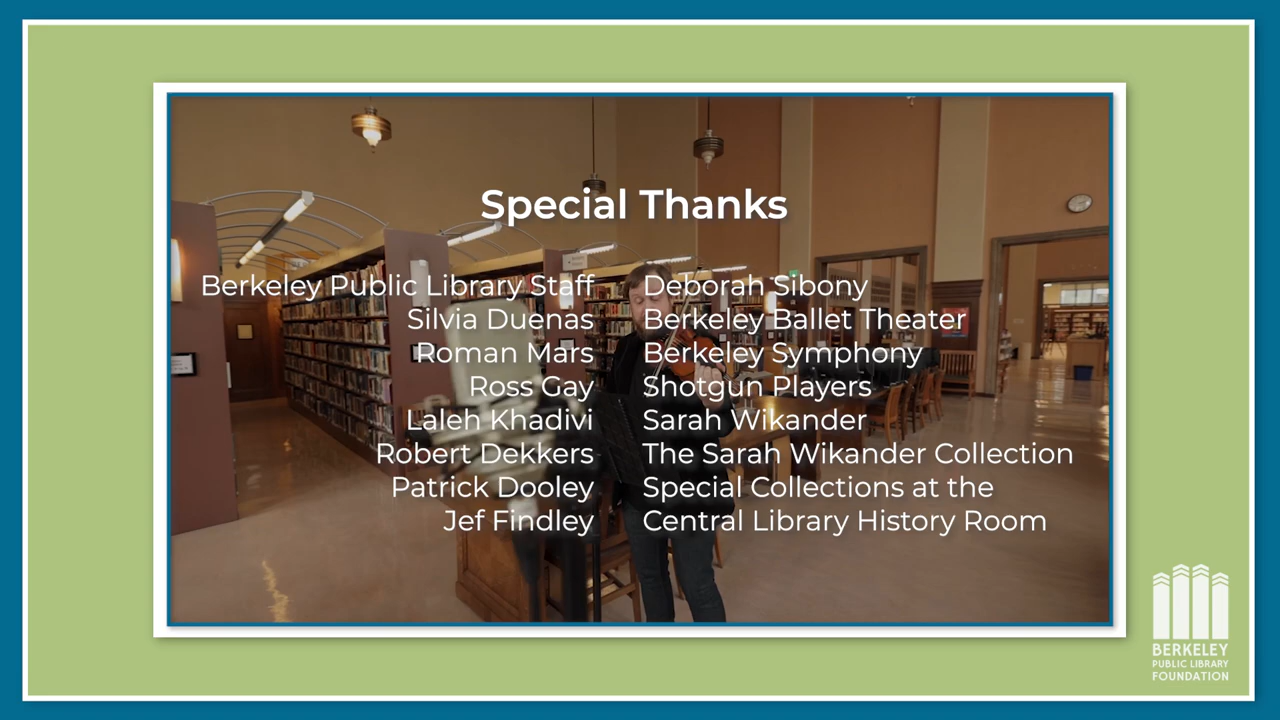 Special Thanks
Berkeley Public Library Staff
Silvia Duenas
Roman Mars
Ross Gay
Laleh Khadivi
Robert Dekkers
Patrick Dooley
Jef Findley
Deborah Sibony
Berkeley Ballet Theater
Berkeley Symphony
Shotgun Players
Sarah Wikander
The Sarah Wikander Collection
Special Collections at the
Central Library History Room
BERKELEY
PUBLIC LIBRARY
FOUNDATION